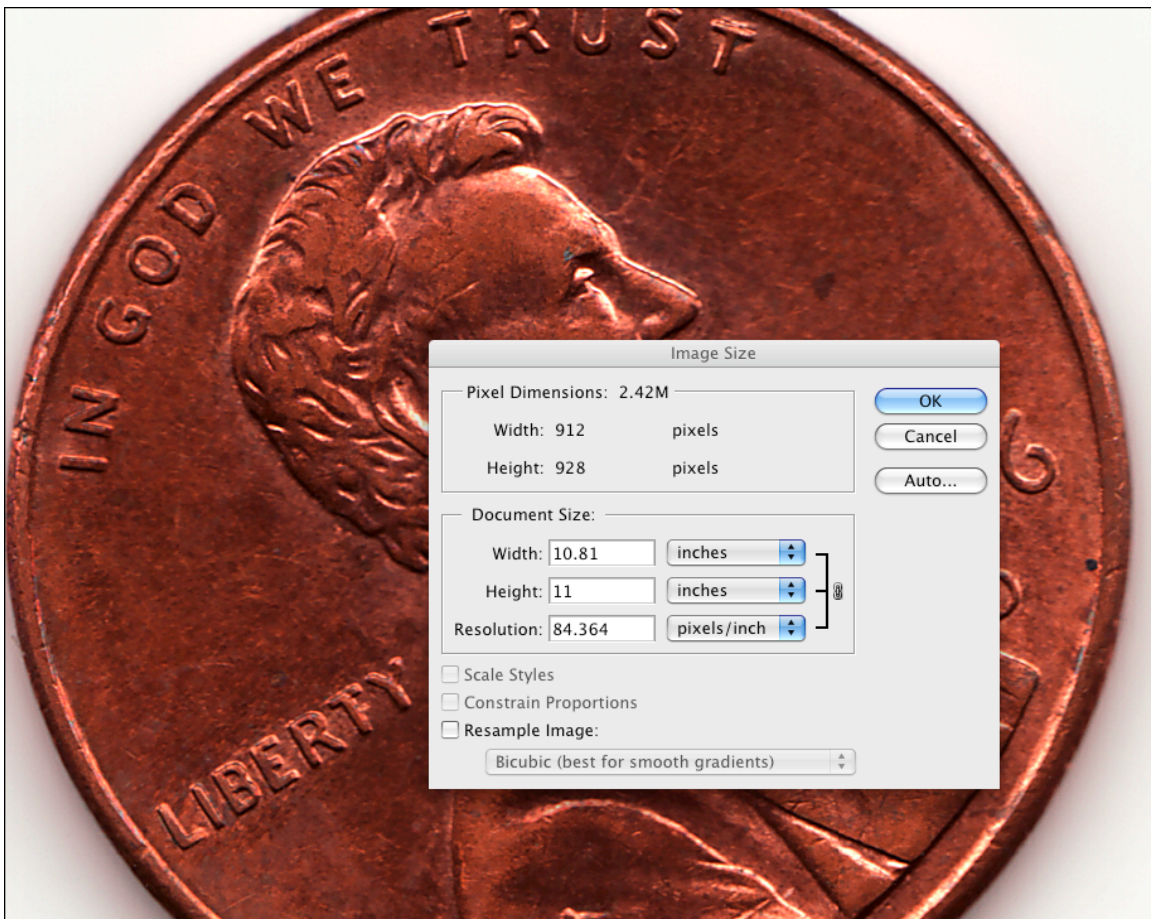 IN GOD WE TRUST
LIBERTY
Image Size
Pixel Dimensions: 2.42M
Width: 912 pixels
Height: 928 pixels
OK
Cancel
Auto...
Document Size:
Width: 10.81 inches
Height: 11 inches
Resolution: 84.364 pixels/inch
Scale Styles
Constrain Proportions
Resample Image:
Bicubic (best for smooth gradients)